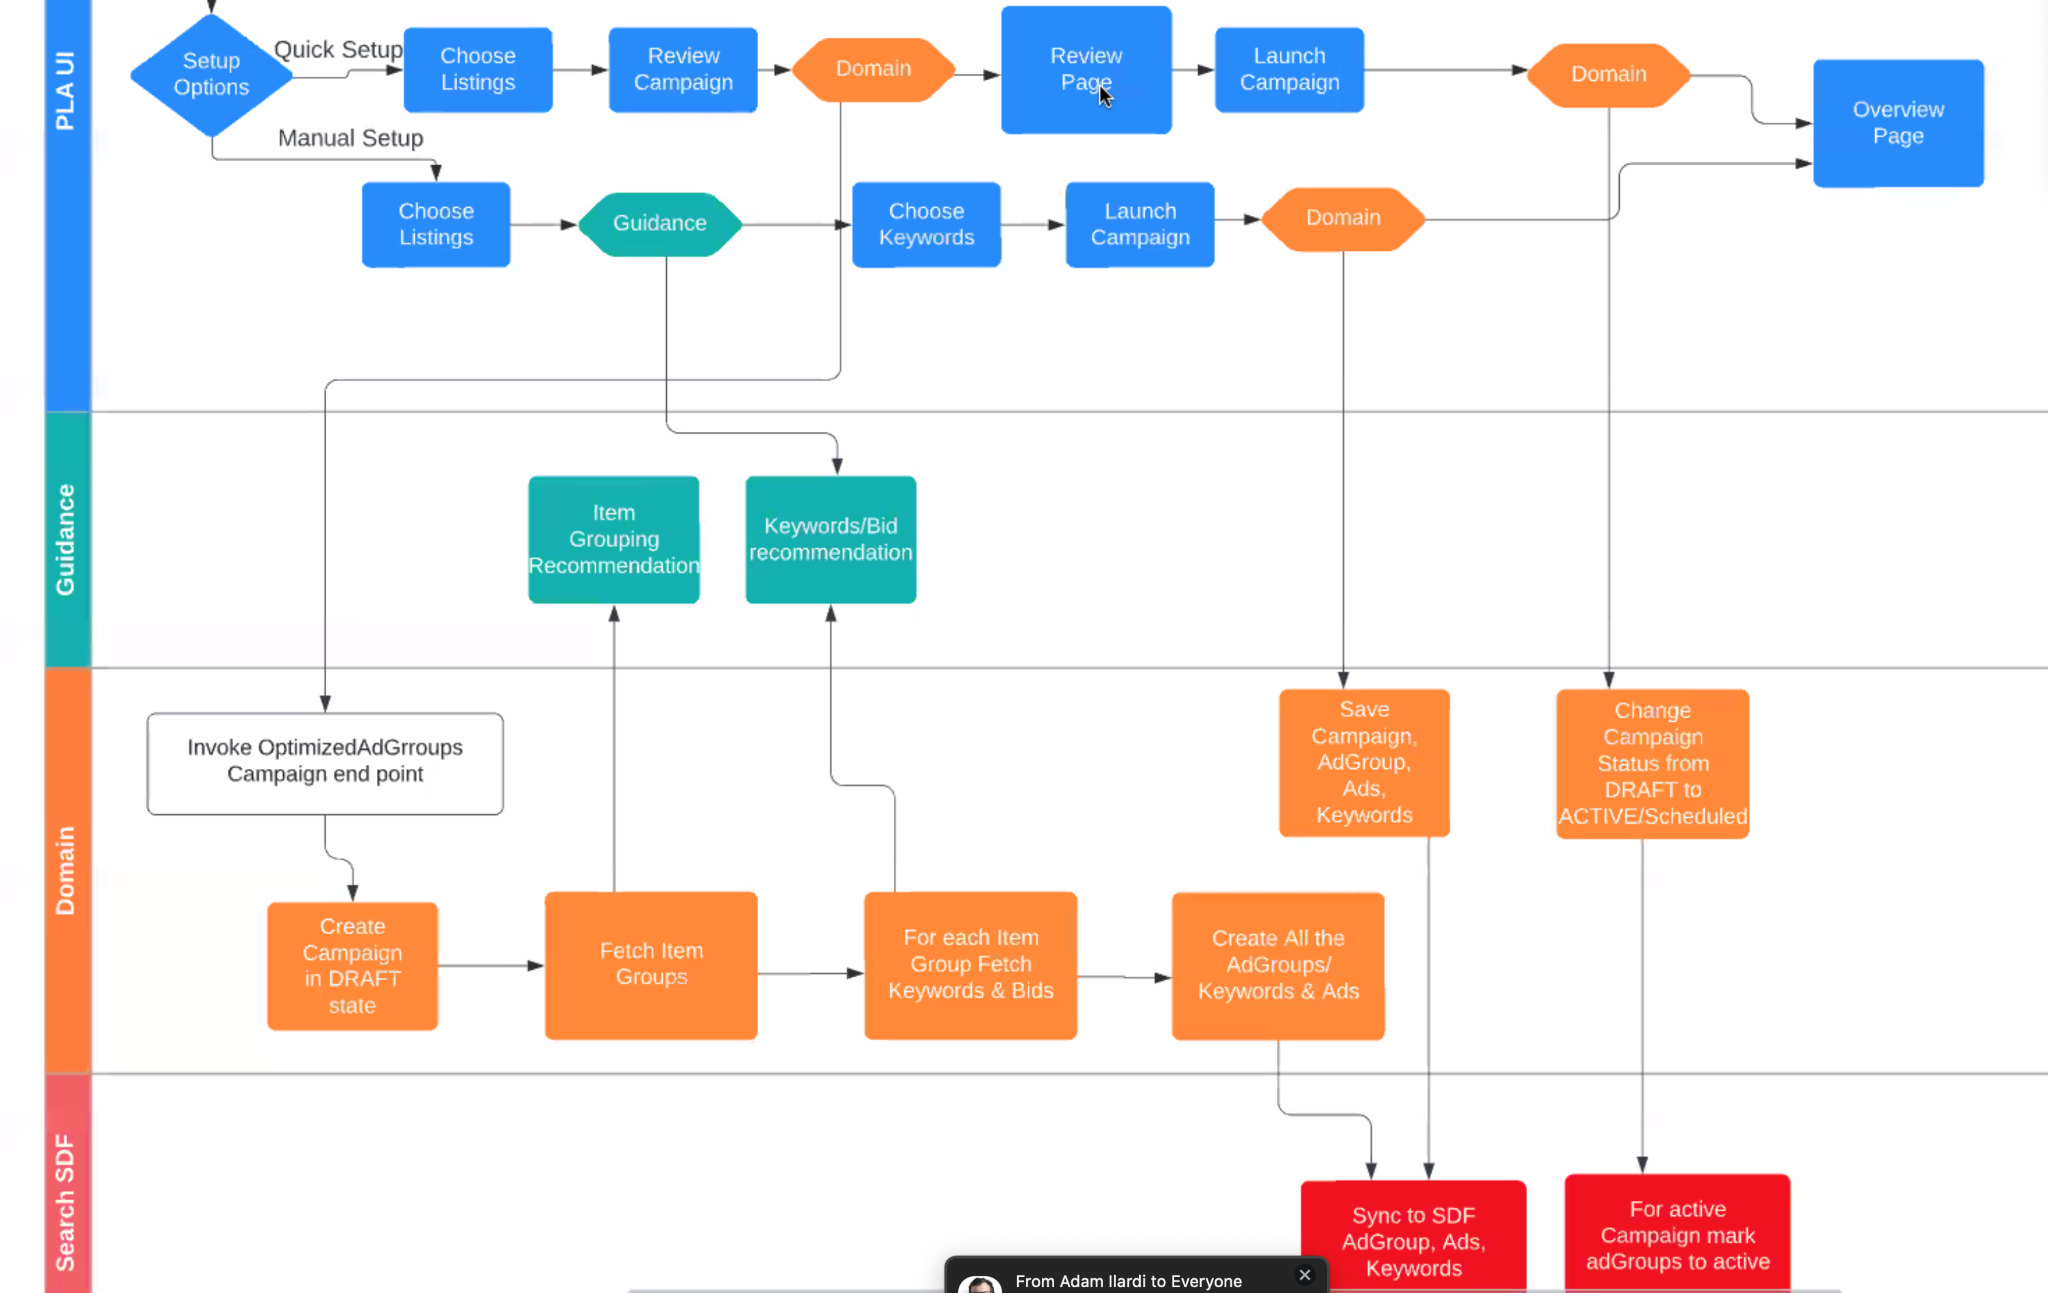 PLA UI
Setup
Options
Quick Setup
Choose
Listings
Review
Campaign
Domain
Review
Page
Launch
Campaign
Domain
Overview
Page
Manual Setup
Choose
Listings
Guidance
Choose
Keywords
Launch
Campaign
Domain
Guidance
Item
Grouping
Recommendation
Keywords/Bid
recommendation
Domain
Invoke OptimizedAdGrroups
Campaign end point
Save
Campaign,
AdGroup,
Ads,
Keywords
Change
Campaign
Status from
DRAFT to
ACTIVE/Scheduled
Create
Campaign
in DRAFT
state
Fetch Item
Groups
For each Item
Group Fetch
Keywords & Bids
Create All the
AdGroups/
Keywords & Ads
Search SDF
Sync to SDF
AdGroup, Ads,
Keywords
For active
Campaign mark
adGroups to active
From Adam Ilardi to Everyone